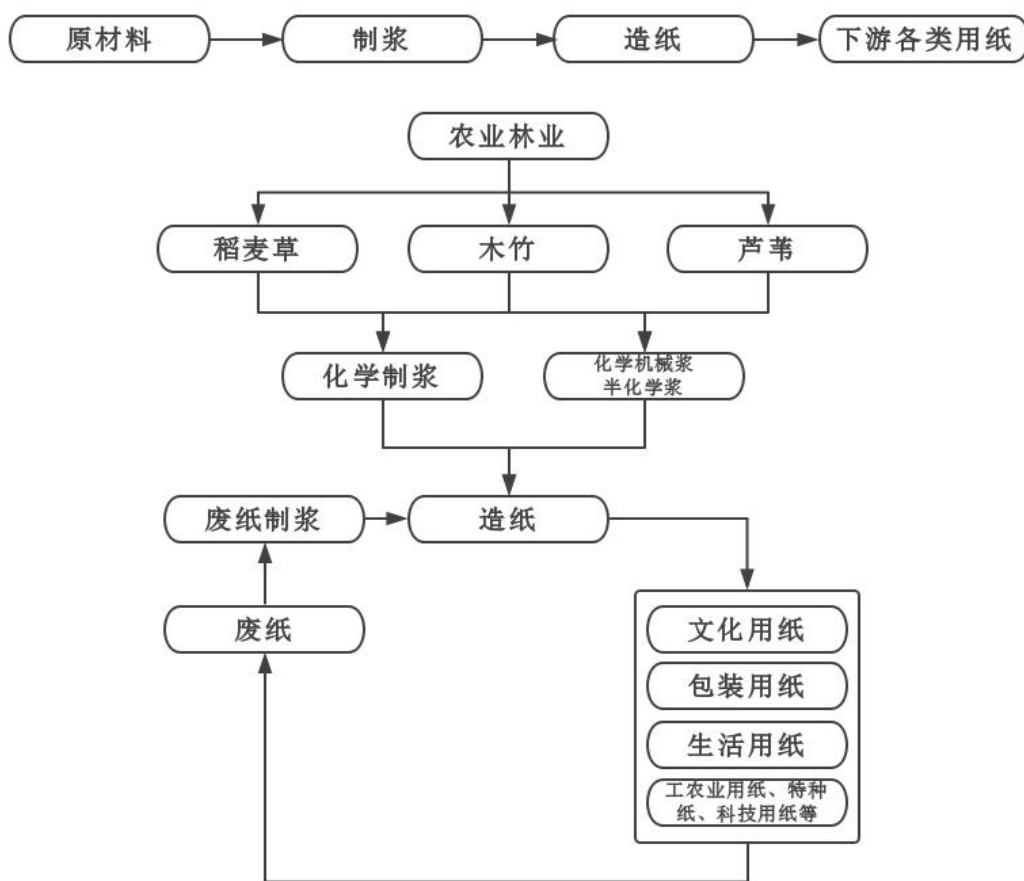 原材料
制浆
造纸
下游各类用纸
农业林业
稻麦草
木竹
芦苇
化学制浆
化学机械浆
半化学浆
废纸制浆
造纸
废纸
文化用纸
包装用纸
生活用纸
工农业用纸、特种
纸、科技用纸等